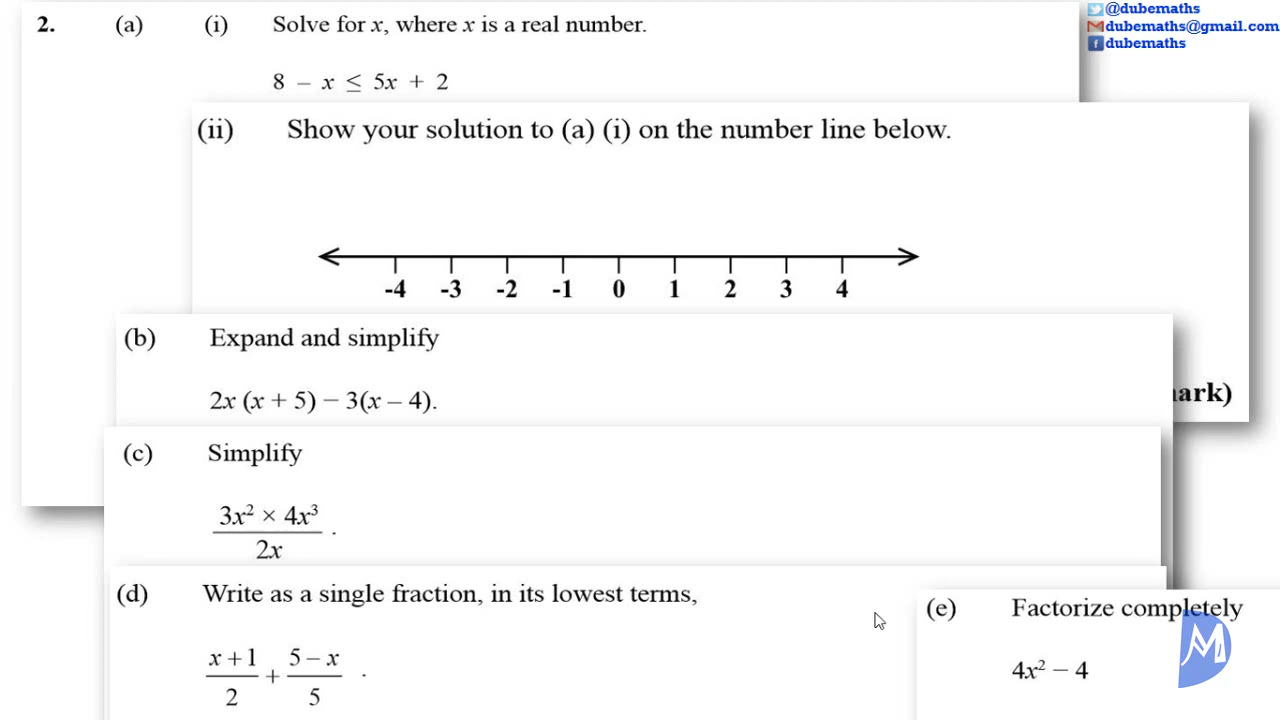 @dubemaths
dubemaths@gmail.com
dubemaths
2. (a) (i) Solve for x, where x is a real number.
8 – x ≤ 5x + 2
(ii) Show your solution to (a) (i) on the number line below.
-4 -3 -2 -1 0 1 2 3 4
(b) Expand and simplify
2x (x + 5) – 3(x – 4).
ark)
(c) Simplify
3x² × 4x³
2x
.
(d) Write as a single fraction, in its lowest terms,
x + 1 / 2 + 5 – x / 5 .
(e) Factorize completely
4x² – 4
M